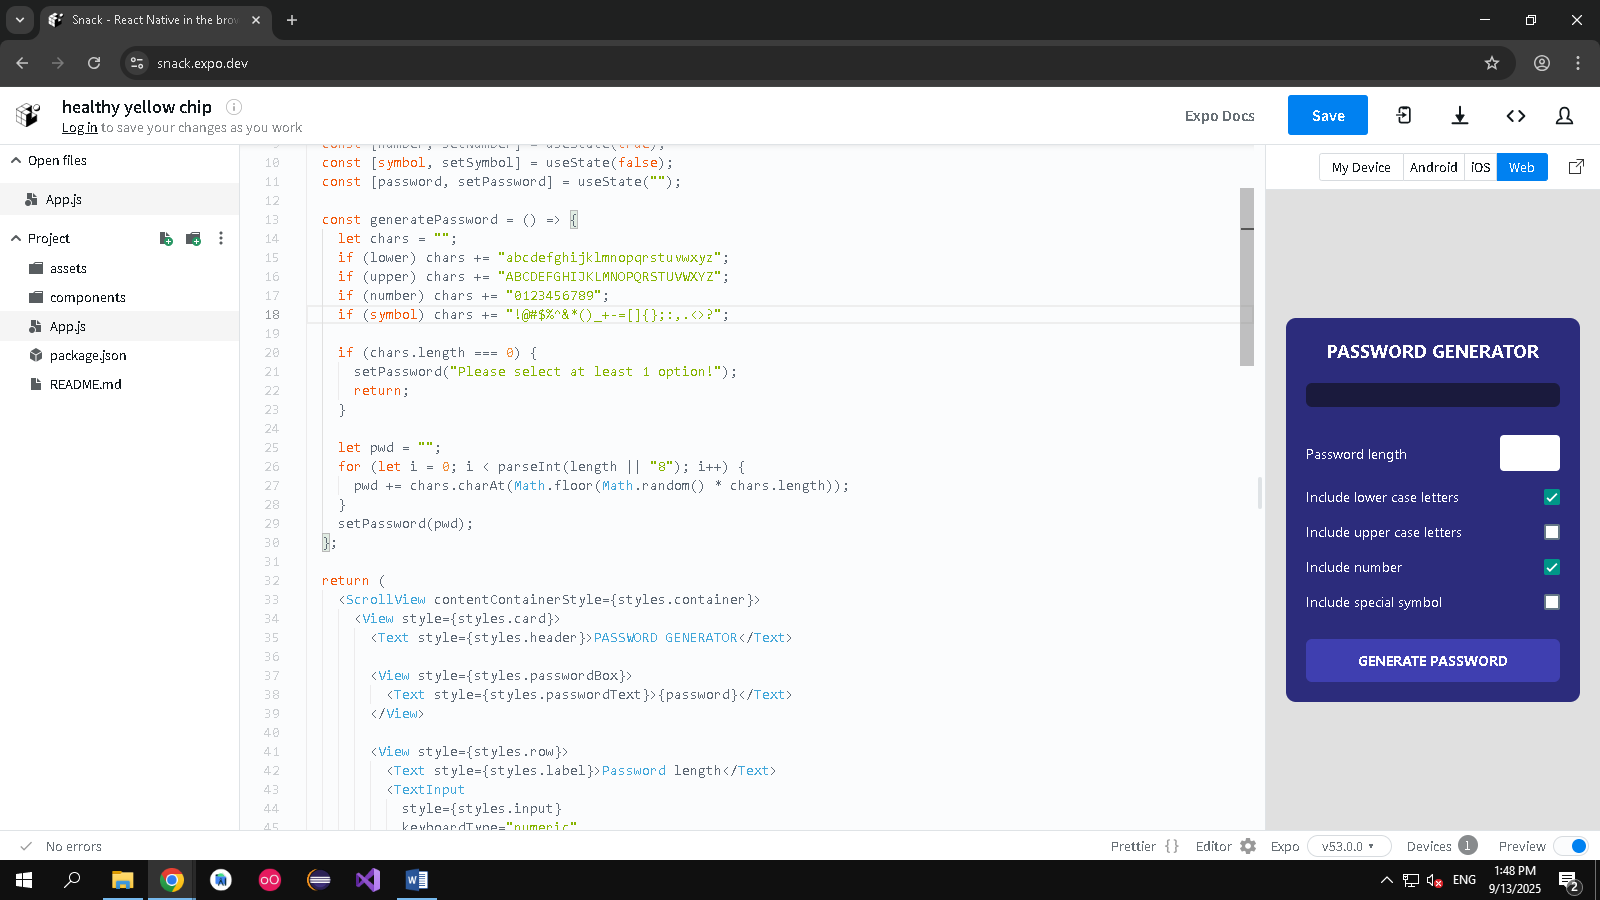 Snack - React Native in the brow
snack.expo.dev
healthy yellow chip
Log in to save your changes as you work
Expo Docs
Save
Open files
App.js
Project
assets
components
App.js
package.json
README.md
10 const [symbol, setSymbol] = useState(false);
11 const [password, setPassword] = useState("");
12
13 const generatePassword = () => {
14 let chars = "";
15 if (lower) chars += "abcdefghijklmnopqrstuvwxyz";
16 if (upper) chars += "ABCDEFGHIJKLMNOPQRSTUVWXYZ";
17 if (number) chars += "0123456789";
18 if (symbol) chars += "!@#$%^&*()_+-=[]{};:,.<>?";
19
20 if (chars.length === 0) {
21 setPassword("Please select at least 1 option!");
22 return;
23 }
24
25 let pwd = "";
26 for (let i = 0; i < parseInt(length || "8"); i++) {
27 pwd += chars.charAt(Math.floor(Math.random() * chars.length));
28 }
29 setPassword(pwd);
30 };
31
32 return (
33 <ScrollView contentContainerStyle={styles.container}>
34 <View style={styles.card}>
35 <Text style={styles.header}>PASSWORD GENERATOR</Text>
36
37 <View style={styles.passwordBox}>
38 <Text style={styles.passwordText}>{password}</Text>
39 </View>
40
41 <View style={styles.row}>
42 <Text style={styles.label}>Password length</Text>
43 <TextInput
44 style={styles.input}
45 keyboardType="numeric"
My Device Android iOS Web
PASSWORD GENERATOR
Password length
Include lower case letters
Include upper case letters
Include number
Include special symbol
GENERATE PASSWORD
No errors
Prettier {} Editor Expo v53.0.0 Devices 1 Preview
ENG
1:48 PM
9/13/2025
2